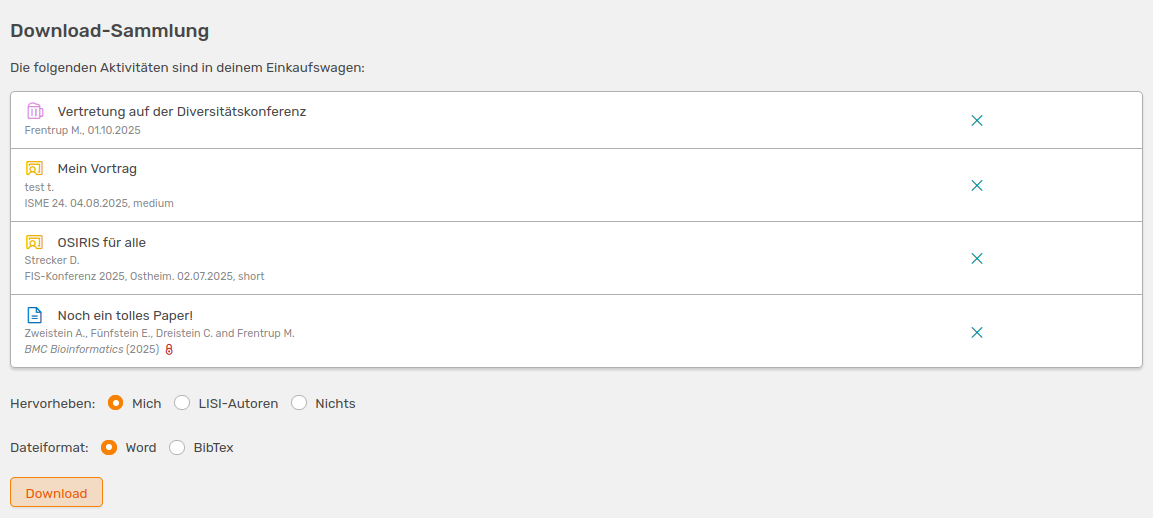 Download-Sammlung
Die folgenden Aktivitäten sind in deinem Einkaufswagen:
Vertretung auf der Diversitätskonferenz
Frentrup M., 01.10.2025
Mein Vortrag
test t.
ISME 24. 04.08.2025, medium
OSIRIS für alle
Strecker D.
FIS-Konferenz 2025, Ostheim. 02.07.2025, short
Noch ein tolles Paper!
Zweistein A., Fünfstein E., Dreistein C. and Frentrup M.
BMC Bioinformatics (2025)
Hervorheben: Mich LISI-Autoren Nichts
Dateiformat: Word BibTex
Download